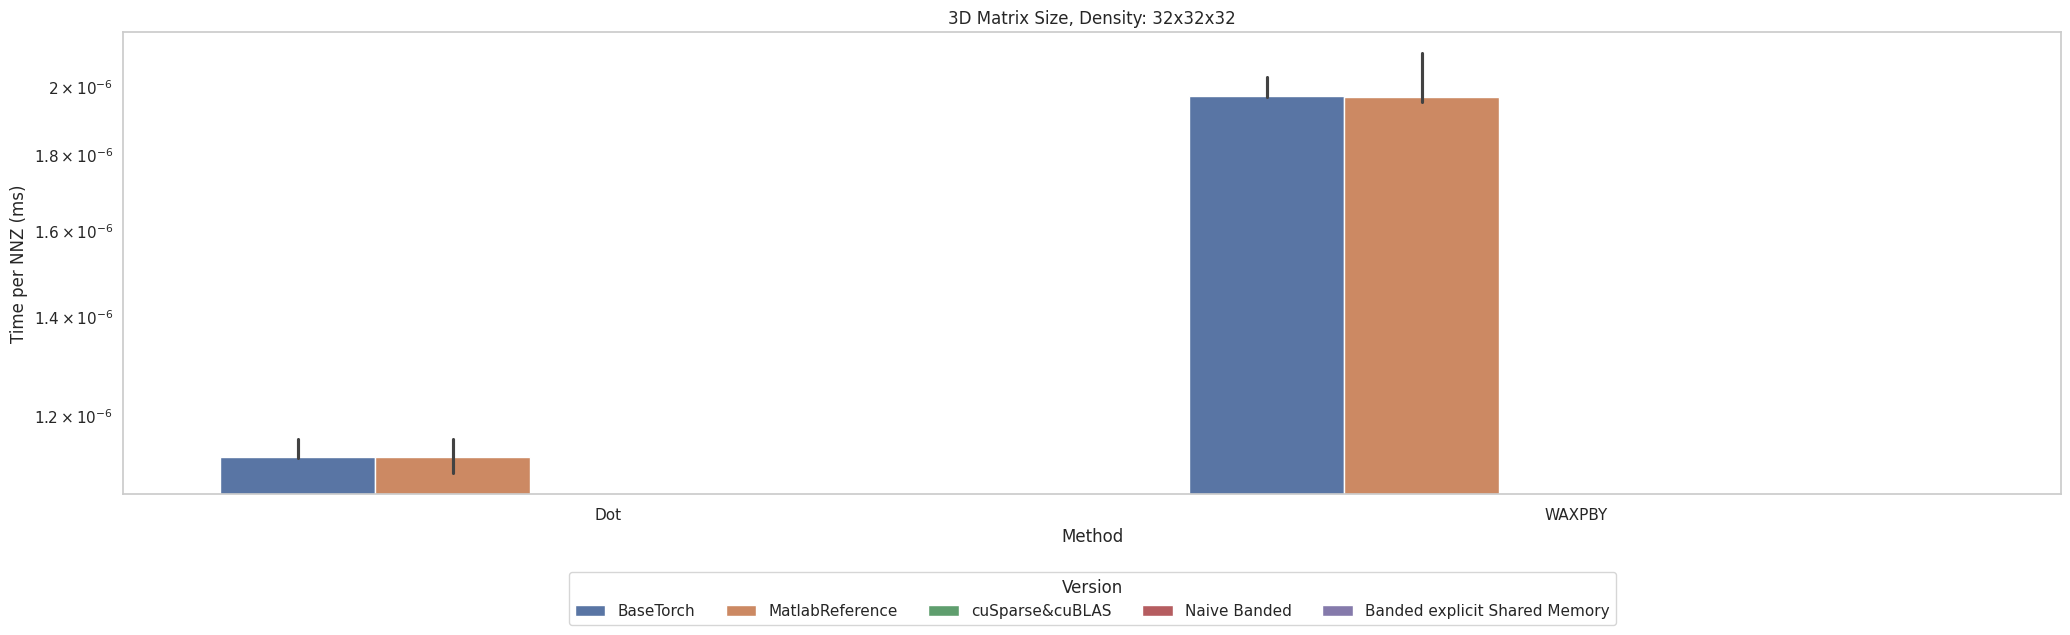 3D Matrix Size, Density: 32x32x32
Time per NNZ (ms)
2 × 10⁻⁶
1.8 × 10⁻⁶
1.6 × 10⁻⁶
1.4 × 10⁻⁶
1.2 × 10⁻⁶
Dot WAXPBY
Method
Version
BaseTorch MatlabReference cuSparse&cuBLAS Naive Banded Banded explicit Shared Memory